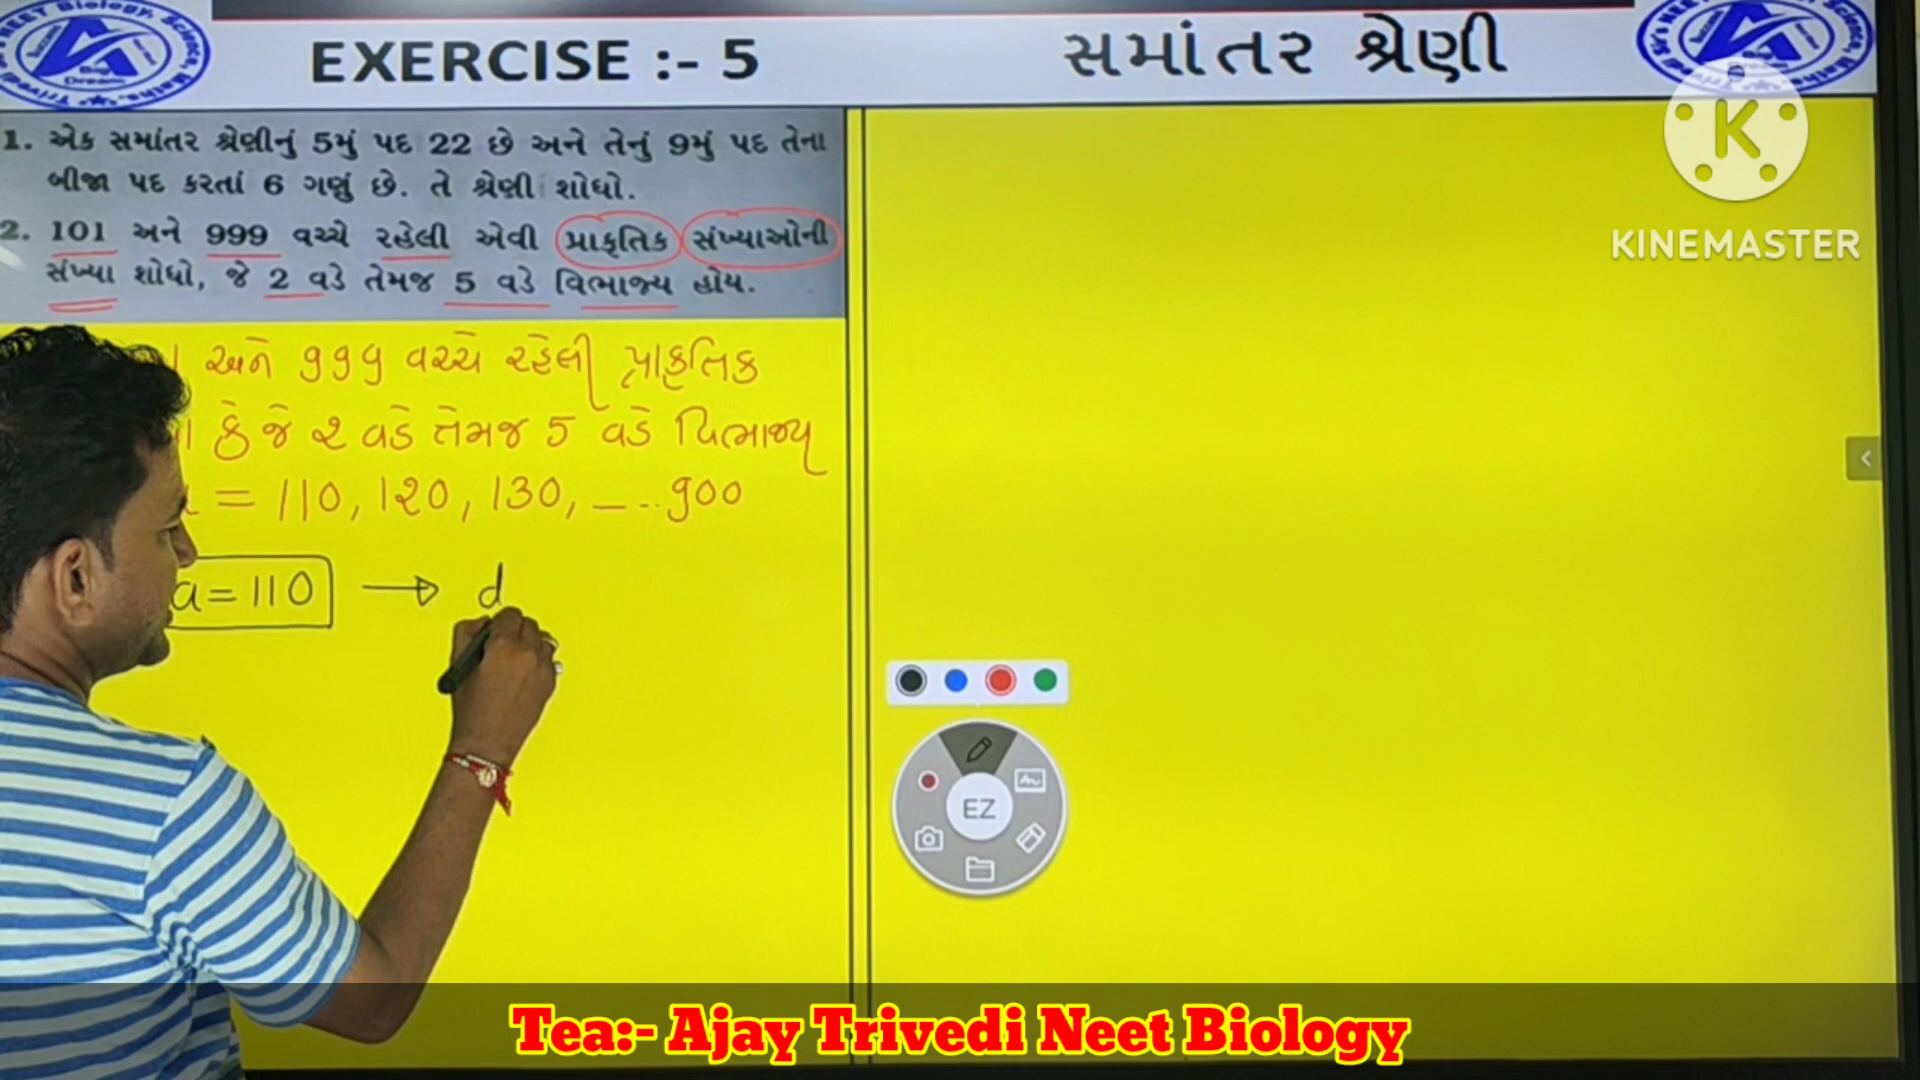 EXERCISE :- 5
સમાંતર શ્રેણી
1. એક સમાંતર શ્રેણીનું 5મું પદ 22 છે અને તેનું 9મું પદ તેના
બીજા પદ કરતાં 6 ગણું છે. તે શ્રેણી શોધો.
2. 101 અને 999 વચ્ચે રહેલી એવી પ્રાકૃતિક સંખ્યાઓની
સંખ્યા શોધો, જે 2 વડે તેમજ 5 વડે વિભાજ્ય હોય.
અને ૭૭૭ વચ્ચે રહેલી પ્રાકૃતિક
કે જે ૨ વડે તેમજ 5 વડે વિભાજ્ય
= 110, 120, 130, _ ... 900
a = 110 → d
K
KINEMASTER
EZ
Tea:- Ajay Trivedi Neet Biology